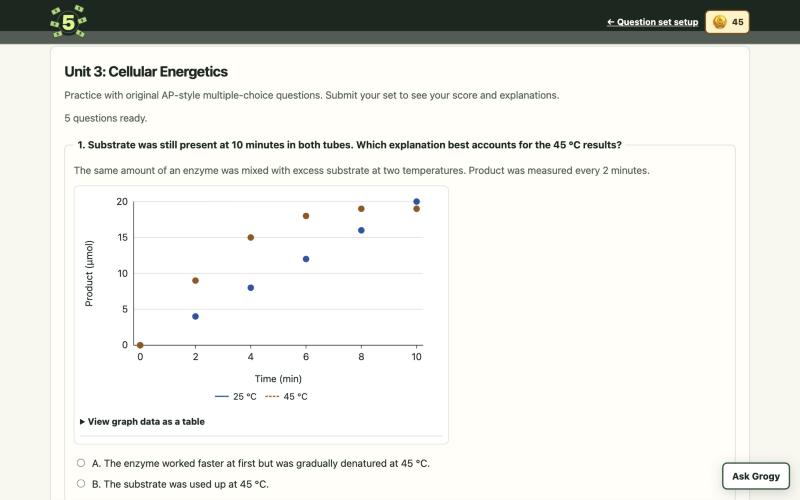 5
← Question set setup
45
Unit 3: Cellular Energetics
Practice with original AP-style multiple-choice questions. Submit your set to see your score and explanations.
5 questions ready.
1. Substrate was still present at 10 minutes in both tubes. Which explanation best accounts for the 45 °C results?
The same amount of an enzyme was mixed with excess substrate at two temperatures. Product was measured every 2 minutes.
Product (µmol)
20
15
10
5
0
0 2 4 6 8 10
Time (min)
25 °C 45 °C
▶ View graph data as a table
A. The enzyme worked faster at first but was gradually denatured at 45 °C.
B. The substrate was used up at 45 °C.
Ask Grogy